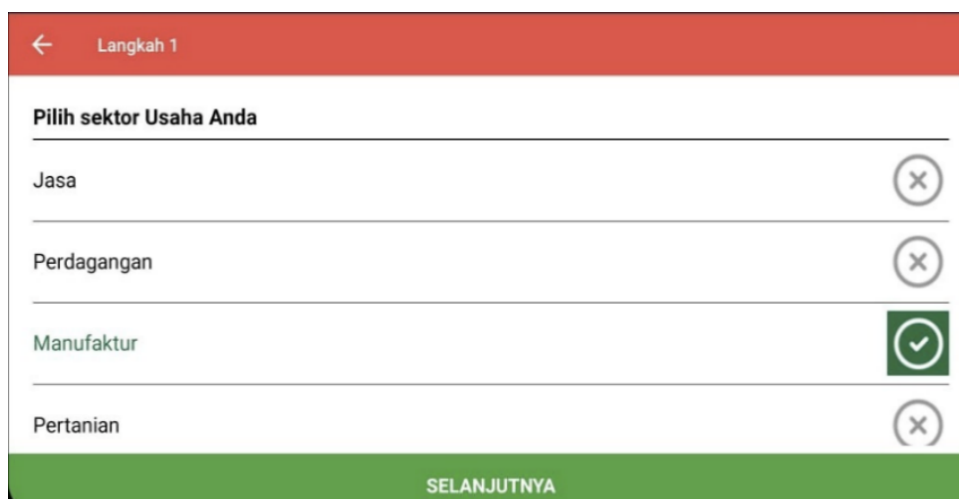 Langkah 1
Pilih sektor Usaha Anda
Jasa
Perdagangan
Manufaktur
Pertanian
SELANJUTNYA